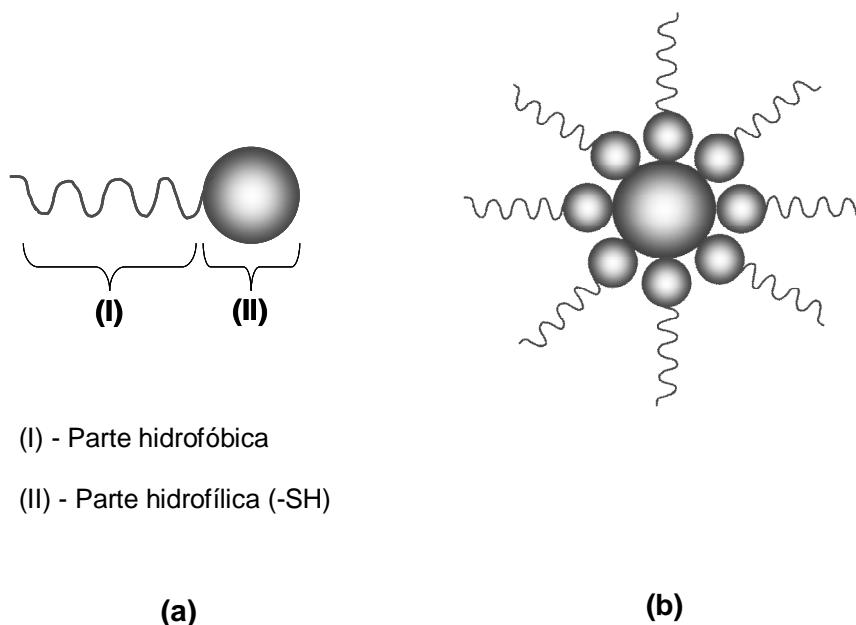 (I) (II)
(I) - Parte hidrofóbica
(II) - Parte hidrofílica (-SH)
(a) (b)